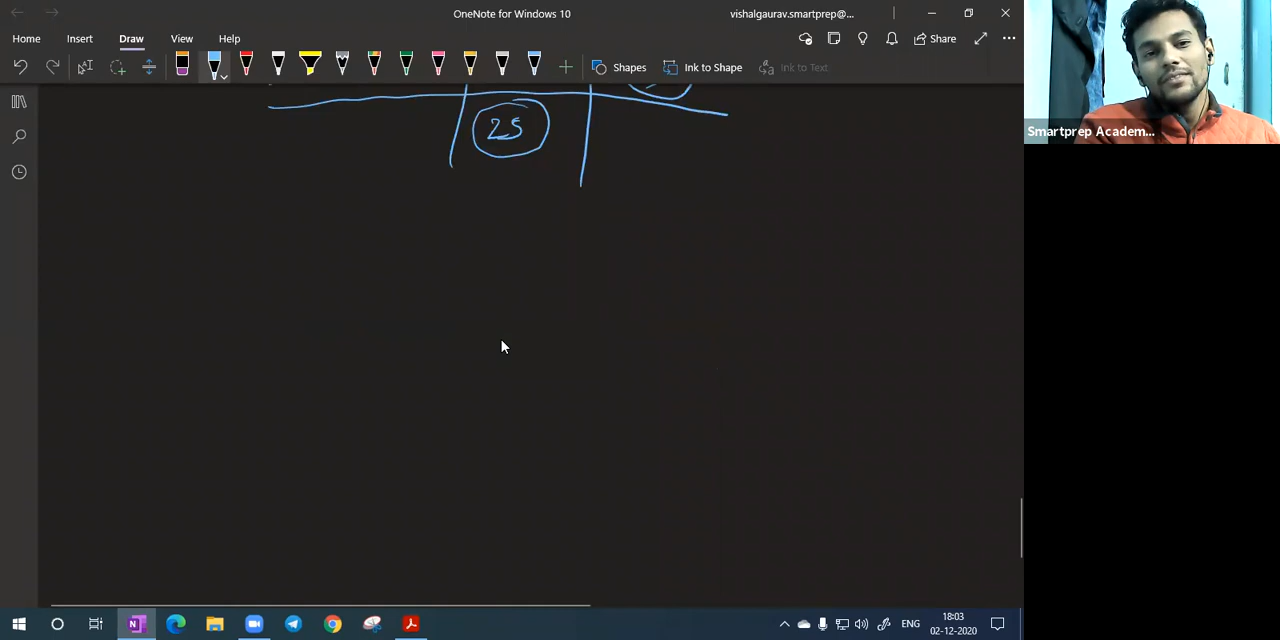 OneNote for Windows 10
vishalgaurav.smartprep@...
Home Insert Draw View Help
Share
Shapes Ink to Shape Ink to Text
Smartprep Academ...
25
ENG
18:03
02-12-2020